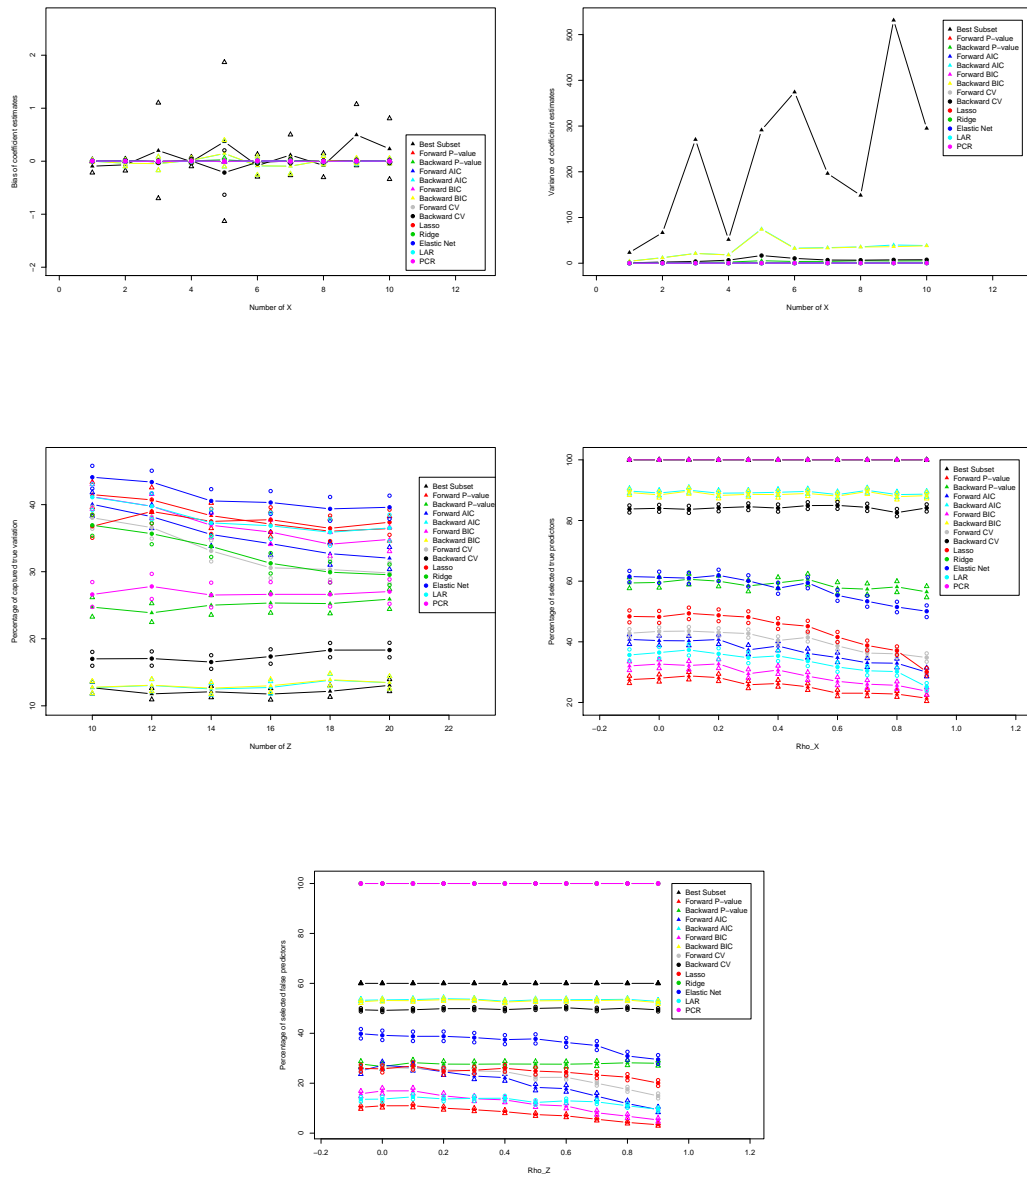 Bias of coefficient estimates
2
1
0
−1
−2
0
2
4
6
8
10
12
Number of X
Best Subset
Forward P−value
Backward P−value
Forward AIC
Backward AIC
Forward BIC
Backward BIC
Forward CV
Backward CV
Lasso
Ridge
Elastic Net
LAR
PCR
Variance of coefficient estimates
500
400
300
200
100
0
0
2
4
6
8
10
12
Number of X
Best Subset
Forward P−value
Backward P−value
Forward AIC
Backward AIC
Forward BIC
Backward BIC
Forward CV
Backward CV
Lasso
Ridge
Elastic Net
LAR
PCR
Percentage of captured true variation
40
30
20
10
10
12
14
16
18
20
22
Number of Z
Best Subset
Forward P−value
Backward P−value
Forward AIC
Backward AIC
Forward BIC
Backward BIC
Forward CV
Backward CV
Lasso
Ridge
Elastic Net
LAR
PCR
Percentage of selected true predictors
100
80
60
40
20
−0.2
0.0
0.2
0.4
0.6
0.8
1.0
1.2
Rho_X
Best Subset
Forward P−value
Backward P−value
Forward AIC
Backward AIC
Forward BIC
Backward BIC
Forward CV
Backward CV
Lasso
Ridge
Elastic Net
LAR
PCR
Percentage of selected false predictors
100
80
60
40
20
0
−0.2
0.0
0.2
0.4
0.6
0.8
1.0
1.2
Rho_Z
Best Subset
Forward P−value
Backward P−value
Forward AIC
Backward AIC
Forward BIC
Backward BIC
Forward CV
Backward CV
Lasso
Ridge
Elastic Net
LAR
PCR